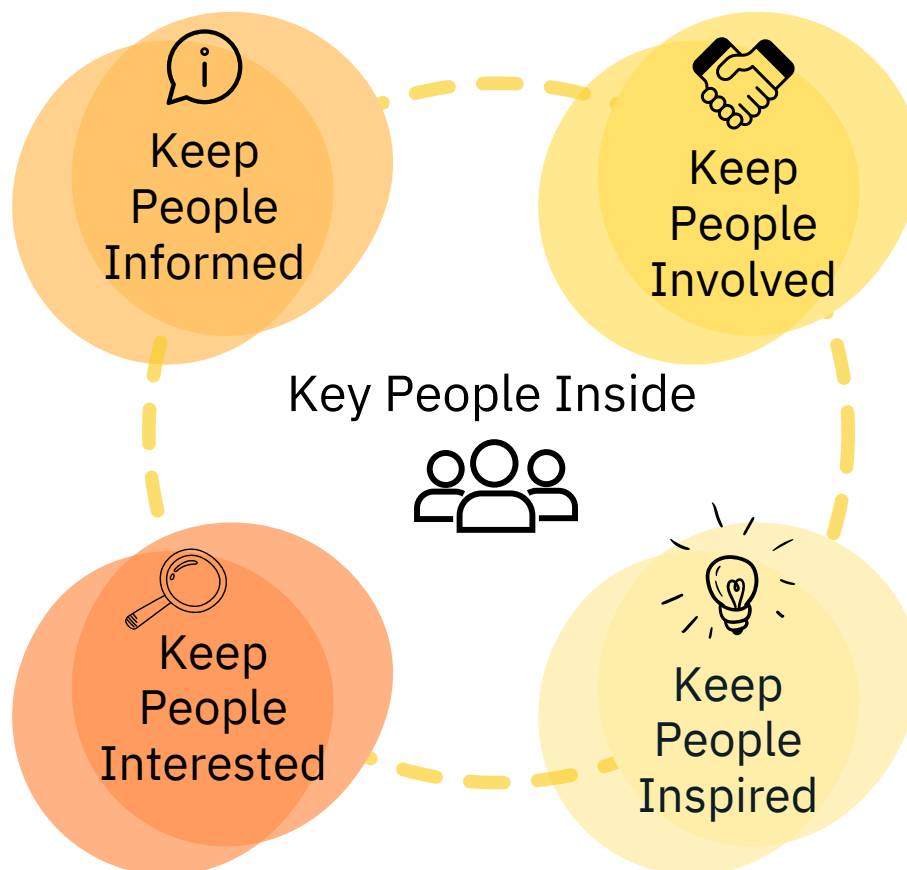 Keep
People
Informed
Keep
People
Involved
Key People Inside
Keep
People
Interested
Keep
People
Inspired